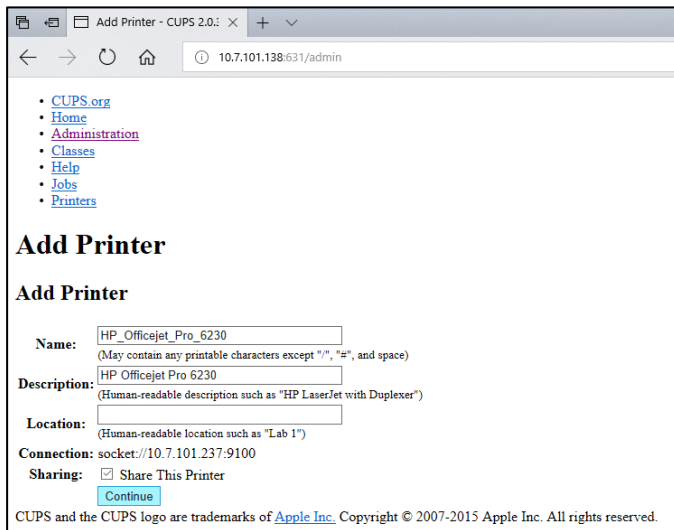 Add Printer - CUPS 2.0.:
10.7.101.138:631/admin
CUPS.org
Home
Administration
Classes
Help
Jobs
Printers
Add Printer
Add Printer
Name: HP_Officejet_Pro_6230
(May contain any printable characters except "/", "#", and space)
Description: HP Officejet Pro 6230
(Human-readable description such as "HP LaserJet with Duplexer")
Location:
(Human-readable location such as "Lab 1")
Connection: socket://10.7.101.237:9100
Sharing: Share This Printer
Continue
CUPS and the CUPS logo are trademarks of Apple Inc. Copyright © 2007-2015 Apple Inc. All rights reserved.